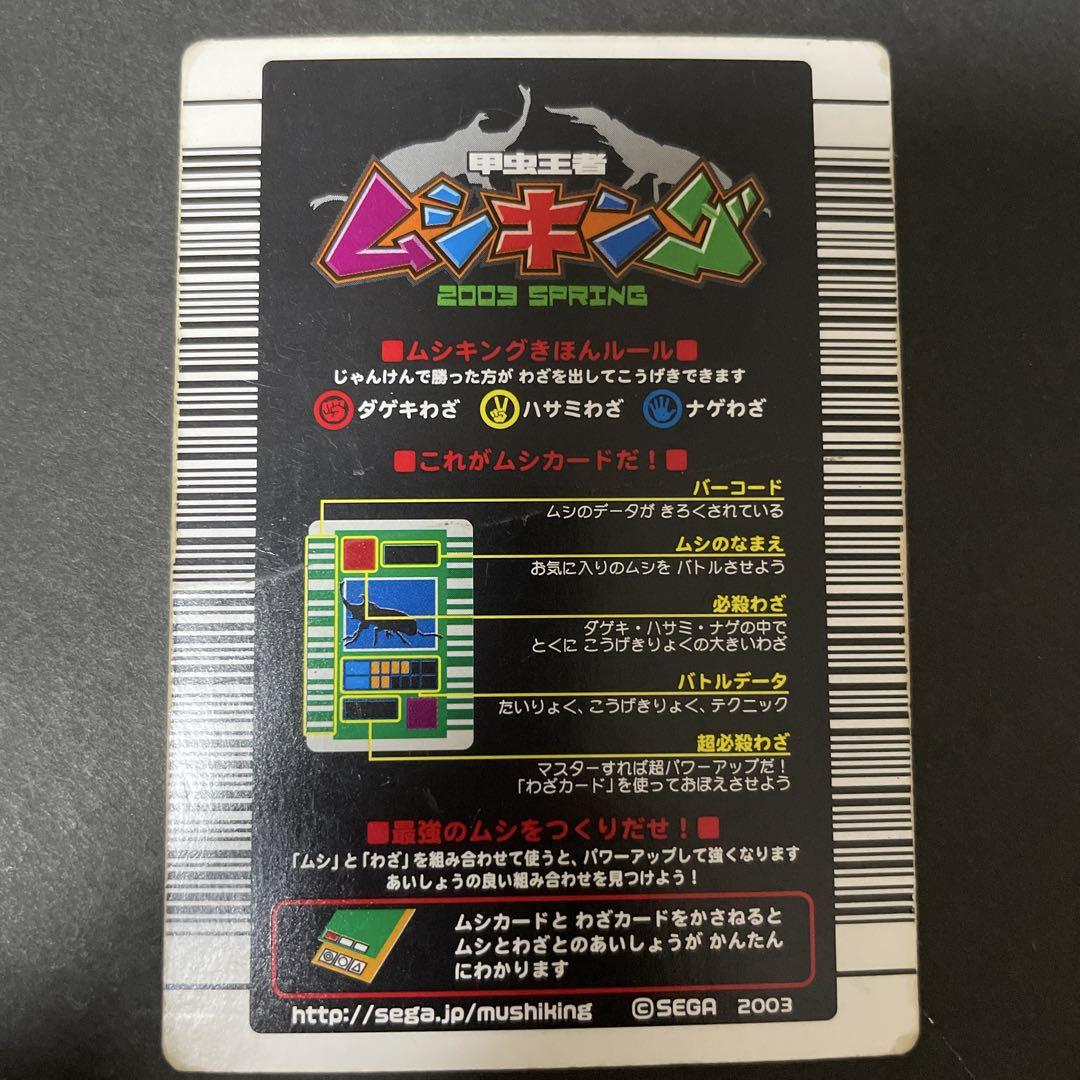 甲虫王者
ムシキング
2003 SPRING
■ムシキングきほんルール■
じゃんけんで勝った方が わざを出してこうげきできます
ダゲキわざ ハサミわざ ナゲわざ
■これがムシカードだ！■
バーコード
ムシのデータが きろくされている
ムシのなまえ
お気に入りのムシを バトルさせよう
必殺わざ
ダゲキ・ハサミ・ナゲの中で
とくに こうげきりょくの大きいわざ
バトルデータ
たいりょく、こうげきりょく、テクニック
超必殺わざ
マスターすれば超パワーアップだ！
「わざカード」を使っておぼえさせよう
■最強のムシをつくりだせ！■
「ムシ」と「わざ」を組み合わせて使うと、パワーアップして強くなります
あいしょうの良い組み合わせを見つけよう！
ムシカードと わざカードをかさねると
ムシとわざとのあいしょうが かんたん
にわかります
http://sega.jp/mushiking ©SEGA 2003